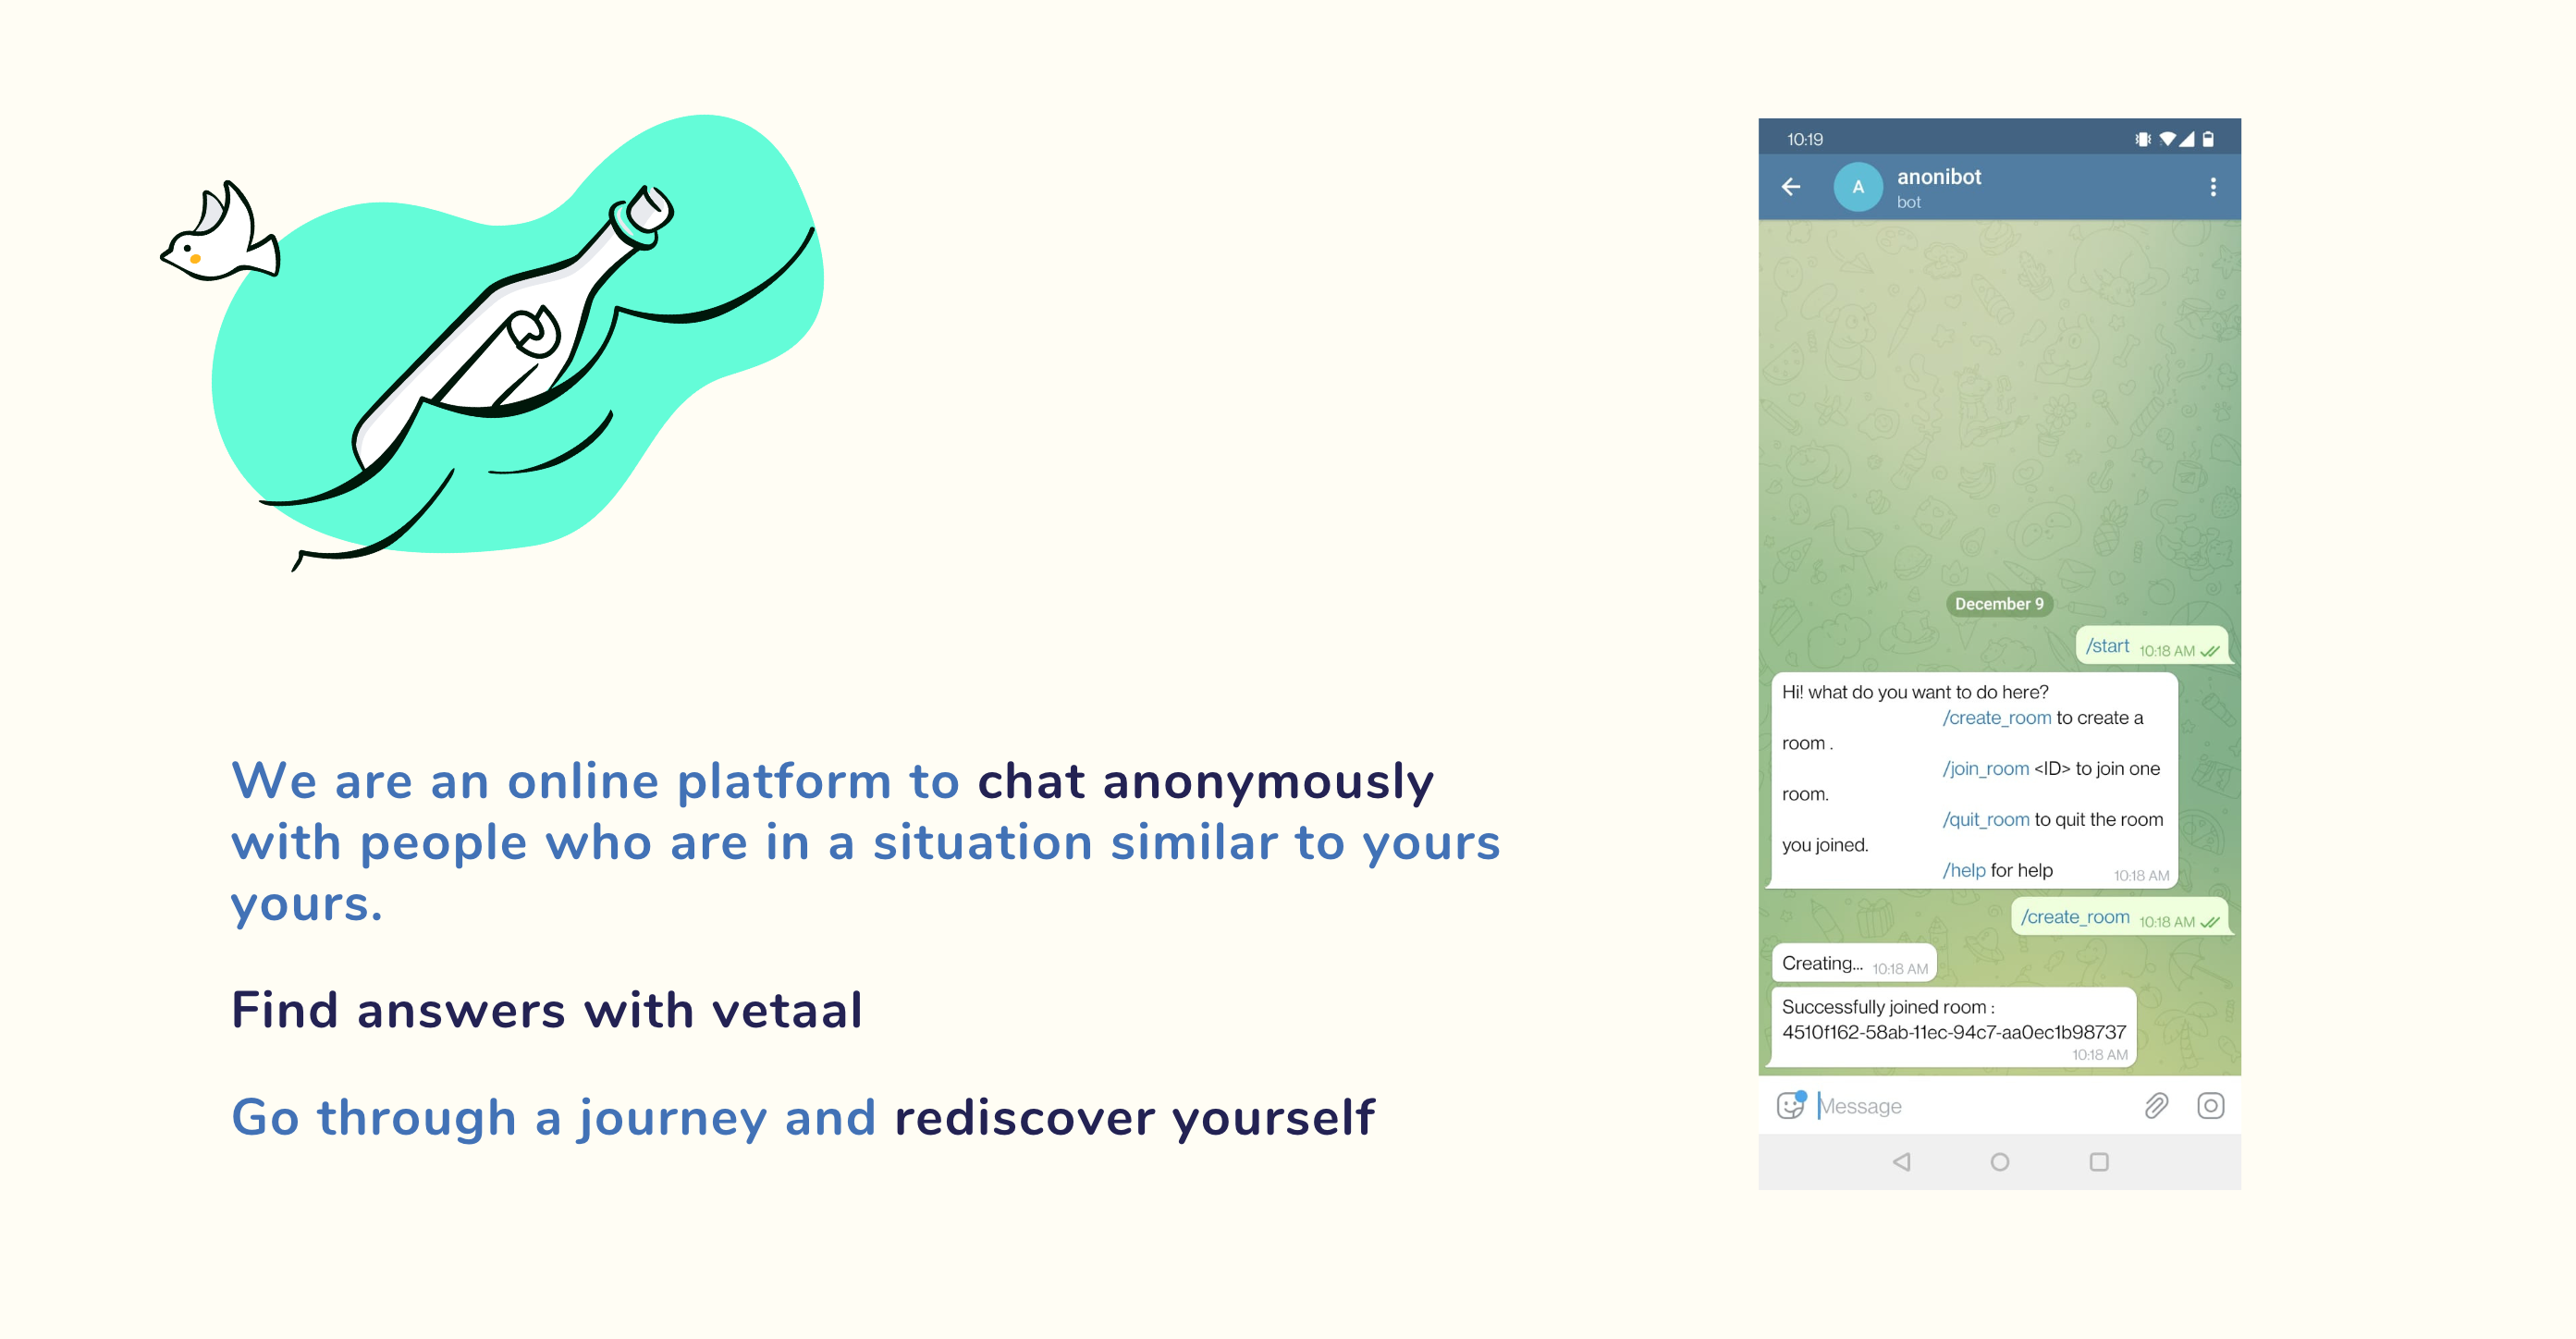 We are an online platform to chat anonymously
with people who are in a situation similar to yours
yours.
Find answers with vetaal
Go through a journey and rediscover yourself
10:19
A
anonibot
bot
December 9
/start 10:18 AM
Hi! what do you want to do here?
/create_room to create a
room .
/join_room <ID> to join one
room.
/quit_room to quit the room
you joined.
/help for help 10:18 AM
/create_room 10:18 AM
Creating... 10:18 AM
Successfully joined room :
4510f162-58ab-11ec-94c7-aa0ec1b98737
10:18 AM
Message